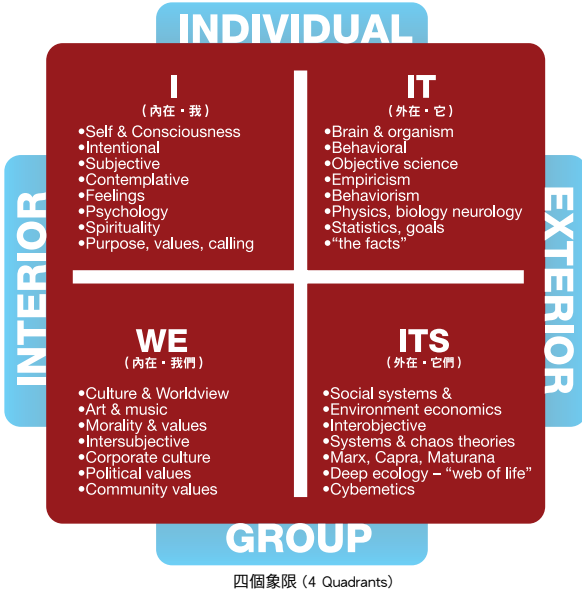 INDIVIDUAL
I
(內在·我)
•Self & Consciousness
•Intentional
•Subjective
•Contemplative
•Feelings
•Psychology
•Spirituality
•Purpose, values, calling
IT
(外在·它)
•Brain & organism
•Behavioral
•Objective science
•Empiricism
•Behaviorism
•Physics, biology neurology
•Statistics, goals
•“the facts”
INTERIOR
EXTERIOR
WE
(內在·我們)
•Culture & Worldview
•Art & music
•Morality & values
•Intersubjective
•Corporate culture
•Political values
•Community values
ITS
(外在·它們)
•Social systems &
•Environment economics
•Interobjective
•Systems & chaos theories
•Marx, Capra, Maturana
•Deep ecology – “web of life”
•Cybemetics
GROUP
四個象限 (4 Quadrants)